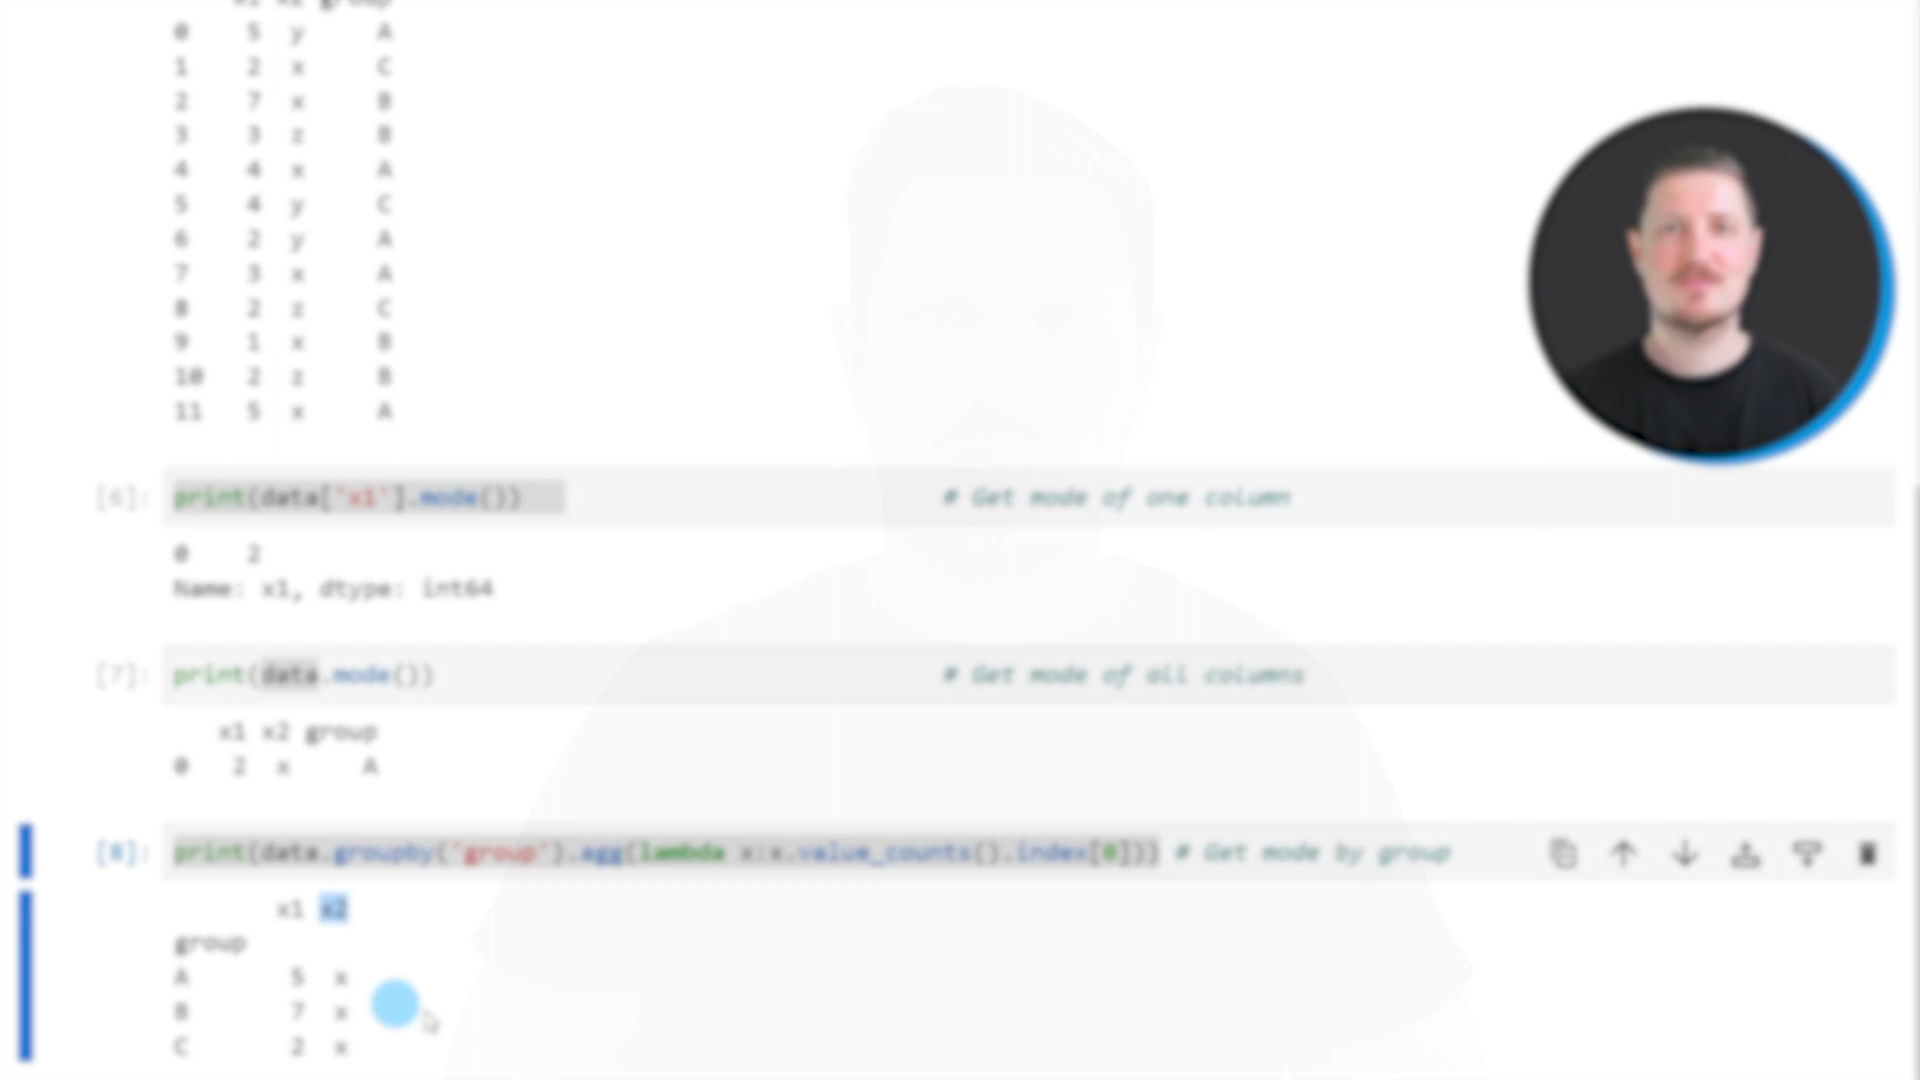 x1 x2 group
0 5 y A
1 2 x C
2 7 x B
3 3 z B
4 4 x A
5 4 y C
6 2 y A
7 3 x A
8 2 z C
9 1 x B
10 2 z B
11 5 x A
[6]: print(data['x1'].mode()) # Get mode of one column
0 2
Name: x1, dtype: int64
[7]: print(data.mode()) # Get mode of all columns
x1 x2 group
0 2 x A
[8]: print(data.groupby('group').agg(lambda x:x.value_counts().index[0])) # Get mode by group
x1 x2
group
A 5 x
B 7 x
C 2 x